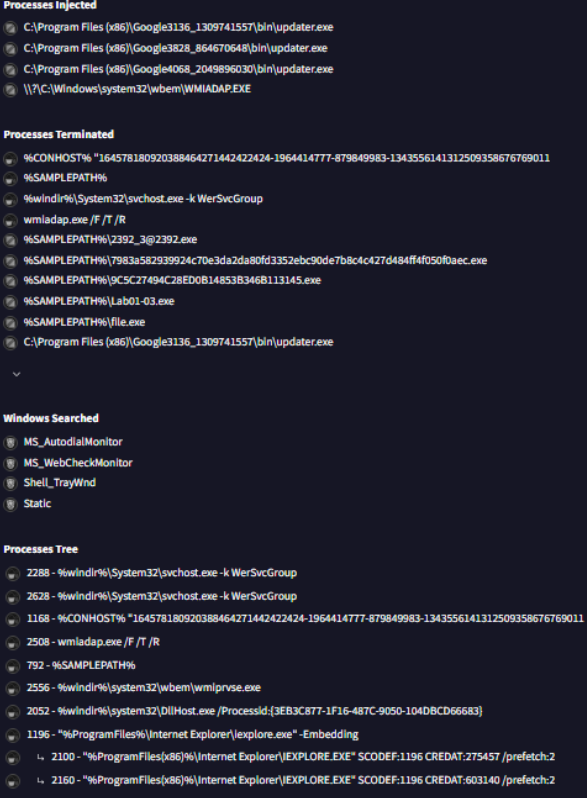 Processes Injected
C:\Program Files (x86)\Google3136_1309741557\bin\updater.exe
C:\Program Files (x86)\Google3828_864670648\bin\updater.exe
C:\Program Files (x86)\Google4068_2049896030\bin\updater.exe
\\?\C:\Windows\system32\wbem\WMIADAP.EXE
Processes Terminated
%CONHOST% "1645781809203884642714424224​24-1964414777-879849983-1343556141312509358676769011
%SAMPLEPATH%
%windir%\System32\svchost.exe -k WerSvcGroup
wmiadap.exe /F /T /R
%SAMPLEPATH%\2392_3@2392.exe
%SAMPLEPATH%\7983a582939924c70e3da2da80fd3352ebc90de7b8c4c427d484ff4f050f0aec.exe
%SAMPLEPATH%\9C5C27494C28ED0B14853B346B113145.exe
%SAMPLEPATH%\Lab01-03.exe
%SAMPLEPATH%\file.exe
C:\Program Files (x86)\Google3136_1309741557\bin\updater.exe
Windows Searched
MS_AutodialMonitor
MS_WebCheckMonitor
Shell_TrayWnd
Static
Processes Tree
2288 - %windir%\System32\svchost.exe -k WerSvcGroup
2628 - %windir%\System32\svchost.exe -k WerSvcGroup
1168 - %CONHOST% "164578180920388464271442422424-1964414777-879849983-1343556141312509358676769011
2508 - wmiadap.exe /F /T /R
792 - %SAMPLEPATH%
2556 - %windir%\system32\wbem\wmiprvse.exe
2052 - %windir%\system32\DllHost.exe /Processid:{3EB3C877-1F16-487C-9050-104DBCD66683}
1196 - "%ProgramFiles%\Internet Explorer\iexplore.exe" -Embedding
2100 - "%ProgramFiles(x86)%\Internet Explorer\IEXPLORE.EXE" SCODEF:1196 CREDAT:275457 /prefetch:2
2160 - "%ProgramFiles(x86)%\Internet Explorer\IEXPLORE.EXE" SCODEF:1196 CREDAT:603140 /prefetch:2